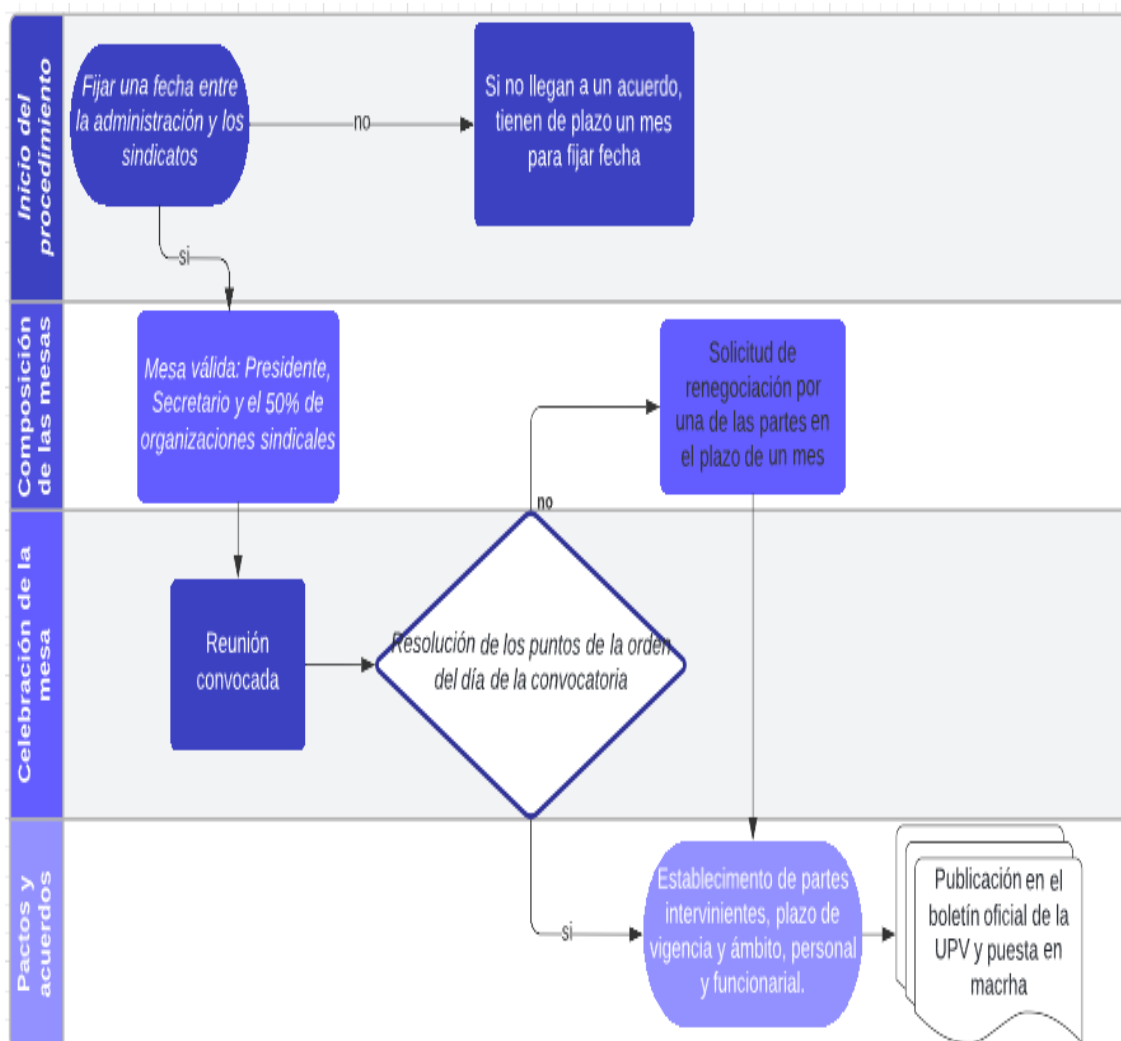 Inicio del
procedimiento
Fijar una fecha entre
la administración y los
sindicatos
no
Si no llegan a un acuerdo,
tienen de plazo un mes
para fijar fecha
si
Composición
de las mesas
Mesa válida: Presidente,
Secretario y el 50% de
organizaciones sindicales
Solicitud de
renegociación por
una de las partes en
el plazo de un mes
no
Celebración de la
mesa
Reunión
convocada
Resolución de los puntos de la orden
del día de la convocatoria
Pactos y
acuerdos
si
Establecimento de partes
intervinientes, plazo de
vigencia y ámbito, personal
y funcionarial.
Publicación en el
boletín oficial de la
UPV y puesta en
macrha